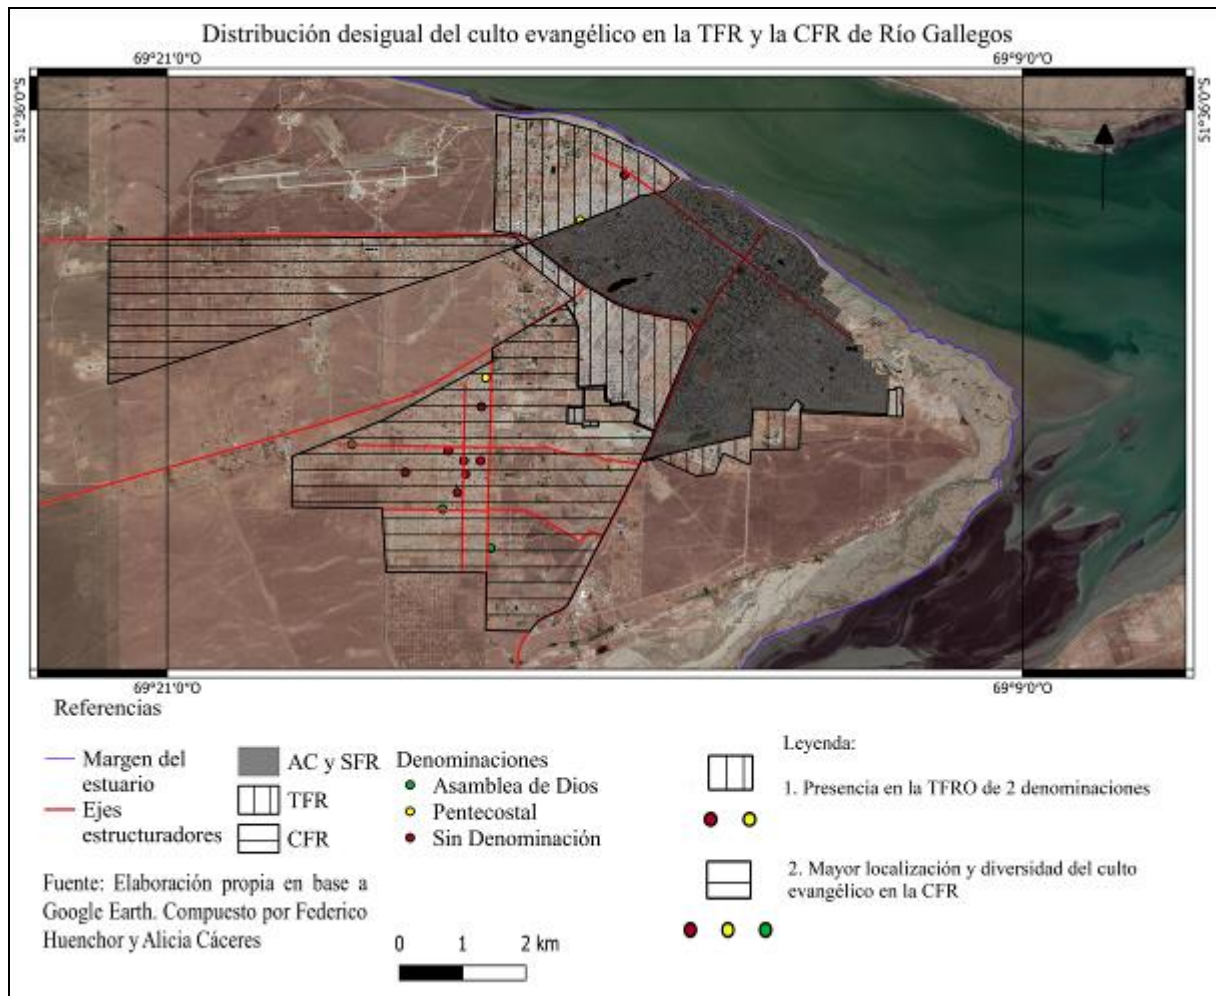 Distribución desigual del culto evangélico en la TFR y la CFR de Río Gallegos
69°21'0"O
69°9'0"O
51°36'0"S
51°36'0"S
69°21'0"O
69°9'0"O
Referencias
Margen del
estuario
Ejes
estructuradores
AC y SFR
TFR
CFR
Denominaciones
Asamblea de Dios
Pentecostal
Sin Denominación
Leyenda:
1. Presencia en la TFRO de 2 denominaciones
2. Mayor localización y diversidad del culto
evangélico en la CFR
Fuente: Elaboración propia en base a
Google Earth. Compuesto por Federico
Huenchor y Alicia Cáceres
0 1 2 km